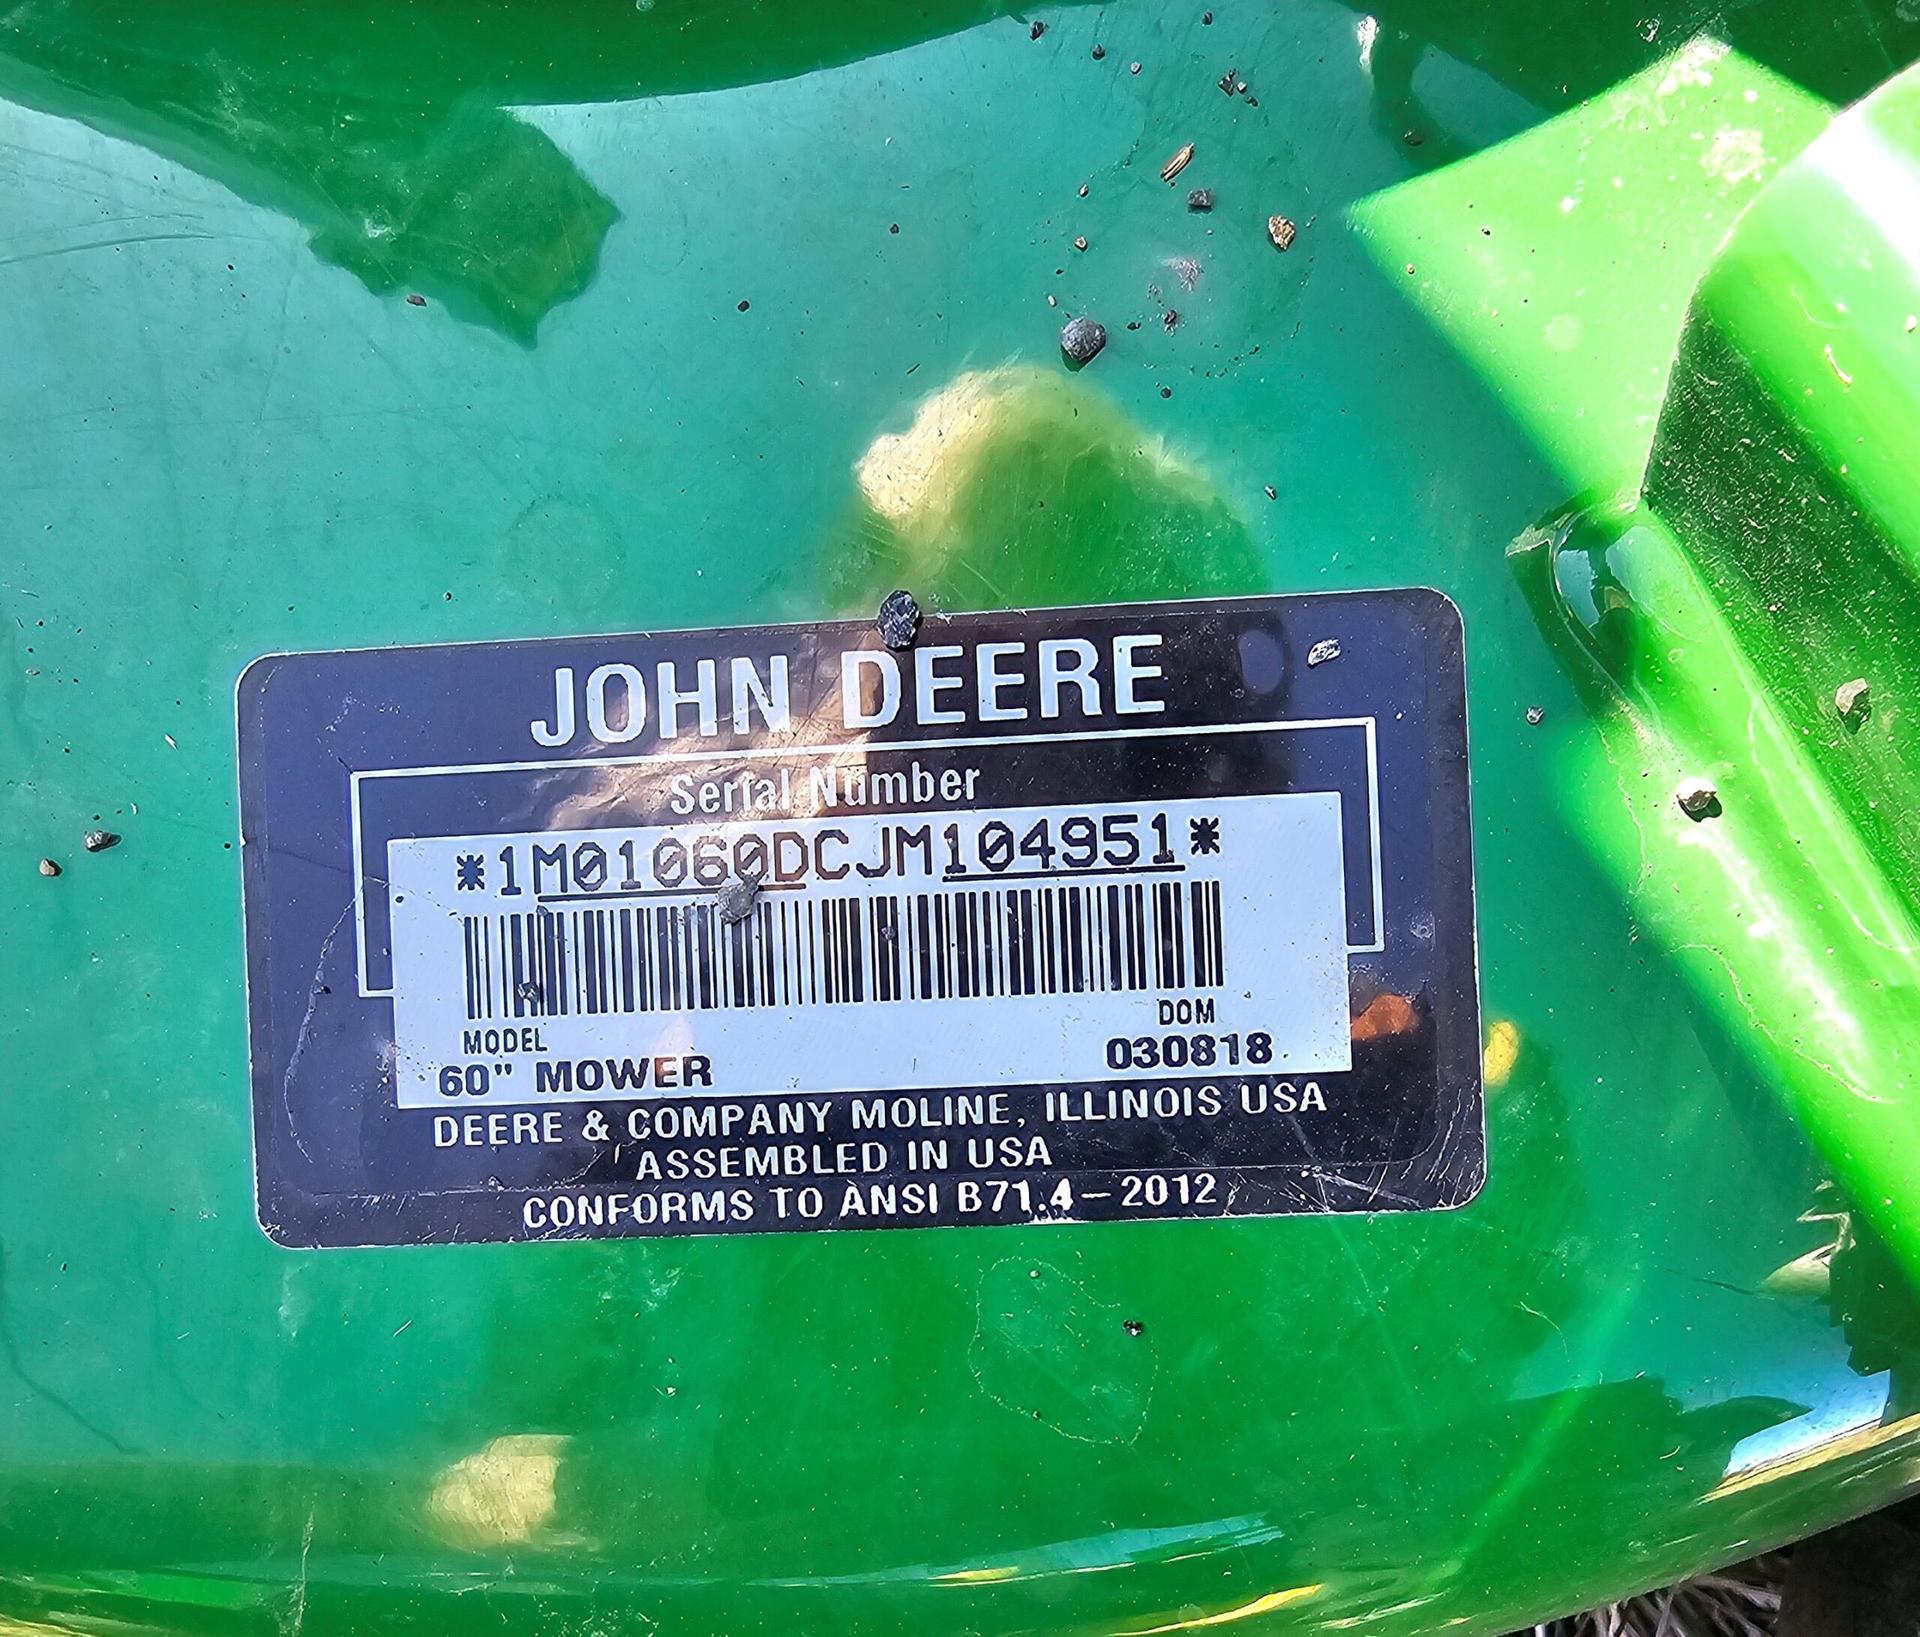 JOHN DEERE
Serial Number
*1M01060DCJM104951*
MODEL
DOM
60" MOWER
030818
DEERE & COMPANY MOLINE, ILLINOIS USA
ASSEMBLED IN USA
CONFORMS TO ANSI B71.4-2012